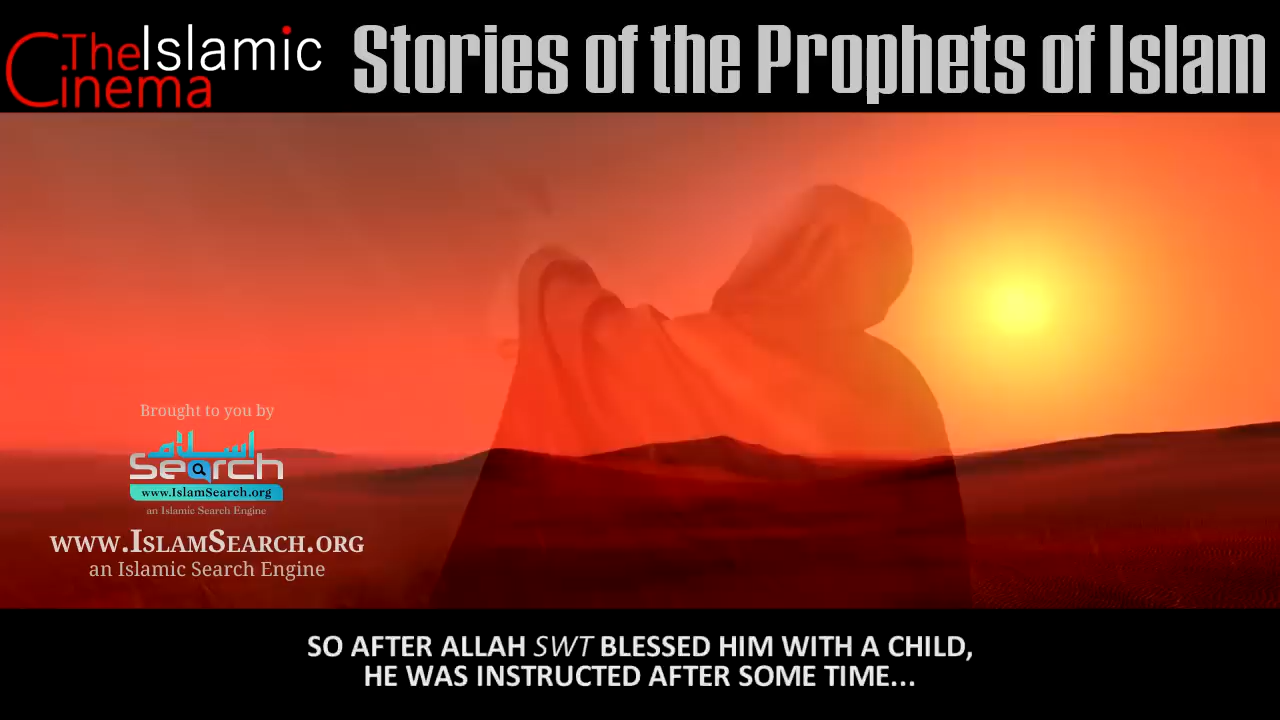 The Islamic
Cinema
Stories of the Prophets of Islam
Brought to you by
اسلام
Search
www.IslamSearch.org
an Islamic Search Engine
WWW.ISLAMSEARCH.ORG
an Islamic Search Engine
SO AFTER ALLAH SWT BLESSED HIM WITH A CHILD,
HE WAS INSTRUCTED AFTER SOME TIME...